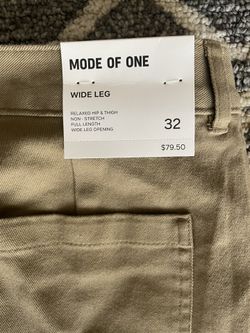 MODE OF ONE
WIDE LEG
RELAXED HIP & THIGH
NON - STRETCH
FULL LENGTH
WIDE LEG OPENING
32
$79.50